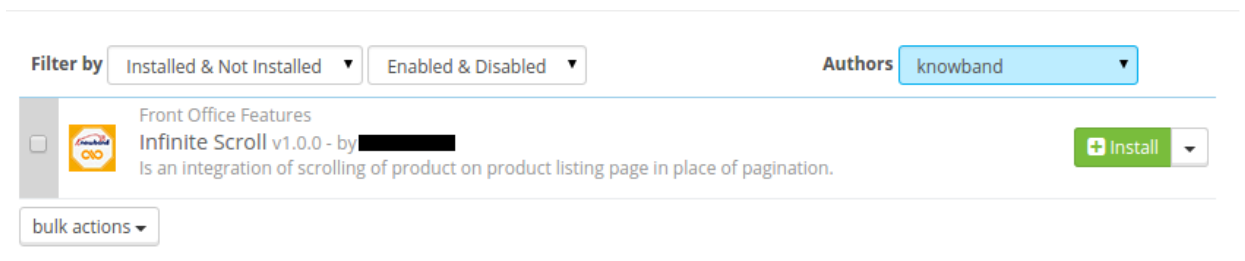 Filter by Installed & Not Installed Enabled & Disabled Authors knowband
Front Office Features
Infinite Scroll v1.0.0 - by
Is an integration of scrolling of product on product listing page in place of pagination.
Knowband
Install
bulk actions